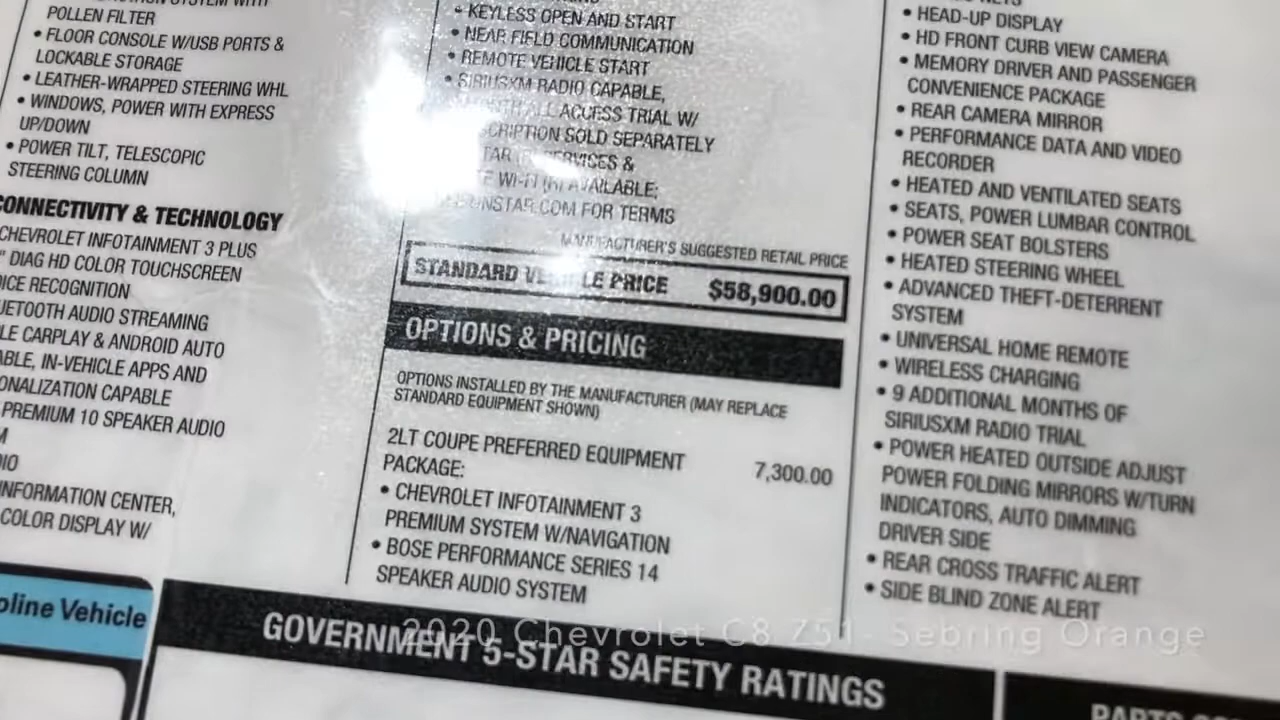 POLLEN FILTER
• FLOOR CONSOLE W/USB PORTS &
LOCKABLE STORAGE
• LEATHER-WRAPPED STEERING WHL
• WINDOWS, POWER WITH EXPRESS
UP/DOWN
• POWER TILT, TELESCOPIC
STEERING COLUMN
CONNECTIVITY & TECHNOLOGY
CHEVROLET INFOTAINMENT 3 PLUS
" DIAG HD COLOR TOUCHSCREEN
OICE RECOGNITION
UETOOTH AUDIO STREAMING
LE CARPLAY & ANDROID AUTO
ABLE, IN-VEHICLE APPS AND
ONALIZATION CAPABLE
PREMIUM 10 SPEAKER AUDIO
INFORMATION CENTER,
COLOR DISPLAY W/
oline Vehicle
• KEYLESS OPEN AND START
• NEAR FIELD COMMUNICATION
• REMOTE VEHICLE START
• SIRIUSXM RADIO CAPABLE,
ALL ACCESS TRIAL W/
SCRIPTION SOLD SEPARATELY
SERVICES &
WI-FI (R) AVAILABLE;
ONSTAR.COM FOR TERMS
MANUFACTURER'S SUGGESTED RETAIL PRICE
STANDARD VEHICLE PRICE $58,900.00
OPTIONS & PRICING
OPTIONS INSTALLED BY THE MANUFACTURER (MAY REPLACE
STANDARD EQUIPMENT SHOWN)
2LT COUPE PREFERRED EQUIPMENT
PACKAGE: 7,300.00
• CHEVROLET INFOTAINMENT 3
PREMIUM SYSTEM W/NAVIGATION
• BOSE PERFORMANCE SERIES 14
SPEAKER AUDIO SYSTEM
• HEAD-UP DISPLAY
• HD FRONT CURB VIEW CAMERA
• MEMORY DRIVER AND PASSENGER
CONVENIENCE PACKAGE
• REAR CAMERA MIRROR
• PERFORMANCE DATA AND VIDEO
RECORDER
• HEATED AND VENTILATED SEATS
• SEATS, POWER LUMBAR CONTROL
• POWER SEAT BOLSTERS
• HEATED STEERING WHEEL
• ADVANCED THEFT-DETERRENT
SYSTEM
• UNIVERSAL HOME REMOTE
• WIRELESS CHARGING
• 9 ADDITIONAL MONTHS OF
SIRIUSXM RADIO TRIAL
• POWER HEATED OUTSIDE ADJUST
POWER FOLDING MIRRORS W/TURN
INDICATORS, AUTO DIMMING
DRIVER SIDE
• REAR CROSS TRAFFIC ALERT
• SIDE BLIND ZONE ALERT
GOVERNMENT 5-STAR SAFETY RATINGS
2020 Chevrolet C8 Z51 - Sebring Orange